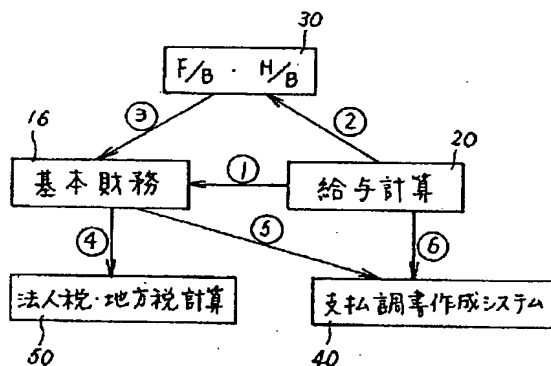 30
F/B・H/B
③
②
16
20
基本財務
①
給与計算
④
⑤
⑥
法人税・地方税計算
支払調書作成システム
50
40